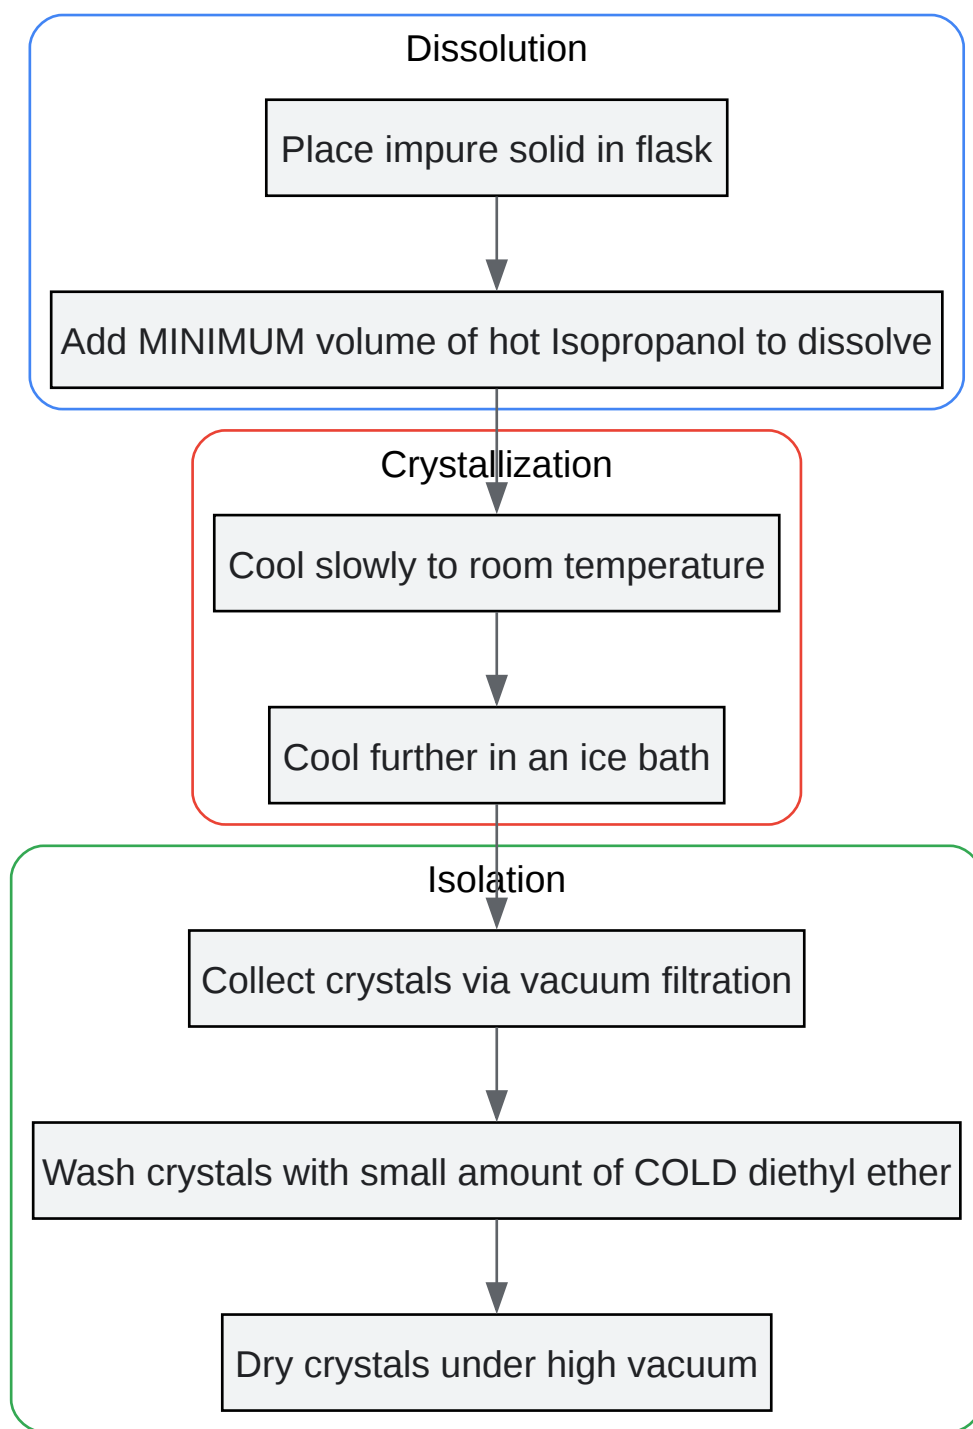 Dissolution
Place impure solid in flask
Add MINIMUM volume of hot Isopropanol to dissolve
Crystallization
Cool slowly to room temperature
Cool further in an ice bath
Isolation
Collect crystals via vacuum filtration
Wash crystals with small amount of COLD diethyl ether
Dry crystals under high vacuum